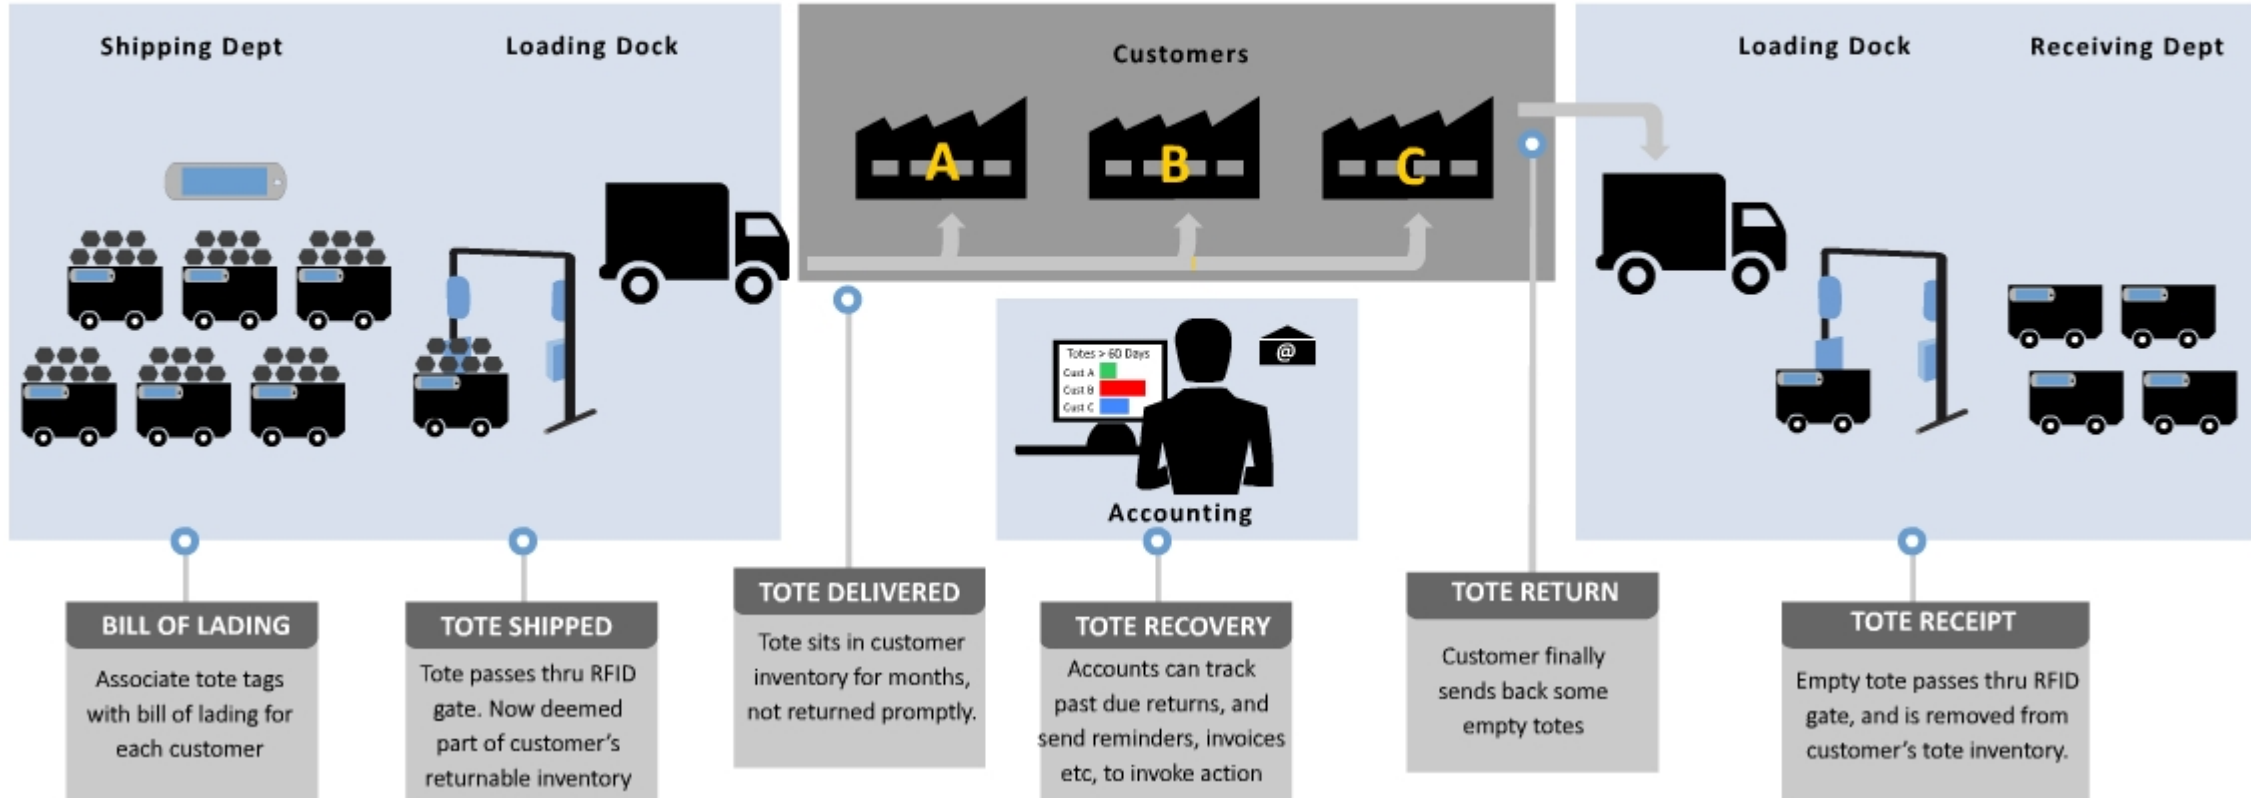 Shipping Dept
Loading Dock
Customers
Loading Dock
Receiving Dept
A
B
C
Totes > 60 Days
Cust A
Cust B
Cust C
@
Accounting
BILL OF LADING
Associate tote tags
with bill of lading for
each customer
TOTE SHIPPED
Tote passes thru RFID
gate. Now deemed
part of customer's
returnable inventory
TOTE DELIVERED
Tote sits in customer
inventory for months,
not returned promptly.
TOTE RECOVERY
Accounts can track
past due returns, and
send reminders, invoices
etc, to invoke action
TOTE RETURN
Customer finally
sends back some
empty totes
TOTE RECEIPT
Empty tote passes thru RFID
gate, and is removed from
customer's tote inventory.